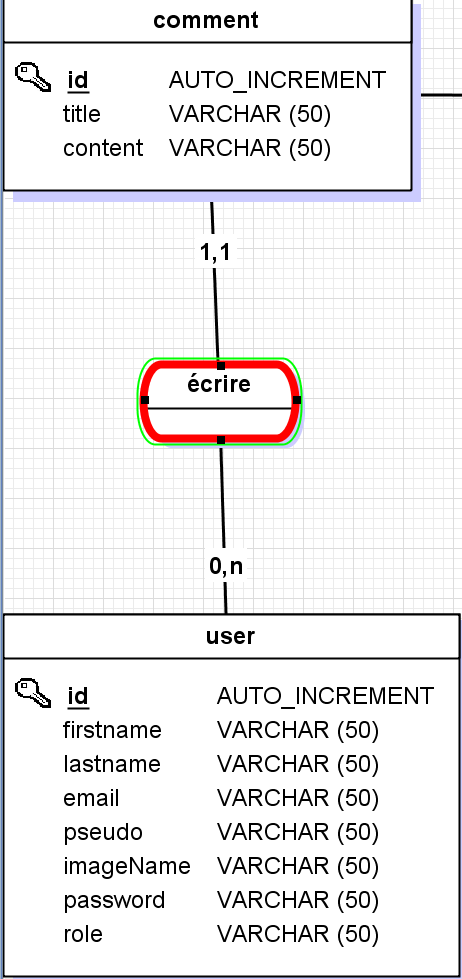 comment
id AUTO_INCREMENT
title VARCHAR (50)
content VARCHAR (50)
1,1
écrire
0,n
user
id AUTO_INCREMENT
firstname VARCHAR (50)
lastname VARCHAR (50)
email VARCHAR (50)
pseudo VARCHAR (50)
imageName VARCHAR (50)
password VARCHAR (50)
role VARCHAR (50)